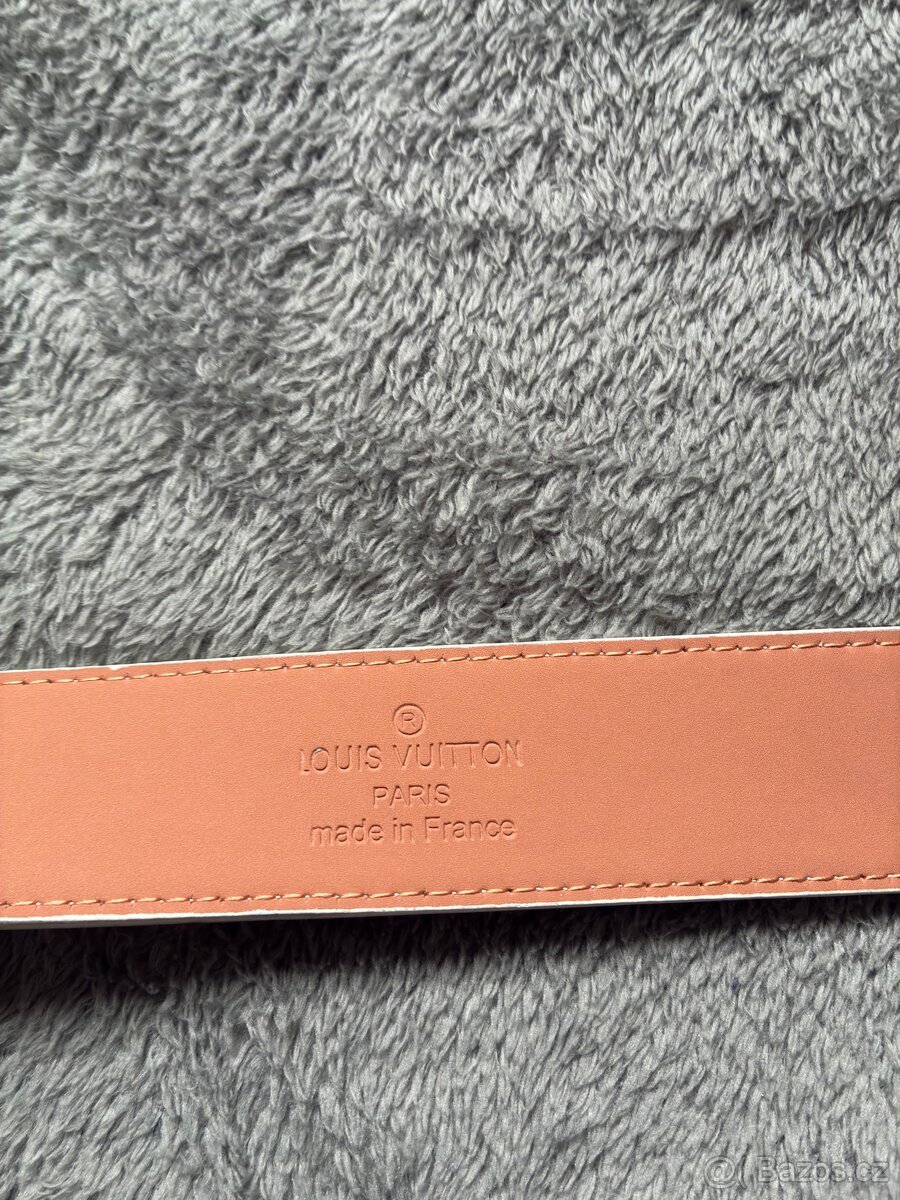 ®
LOUIS VUITTON
PARIS
made in France
@ Bazos.cz